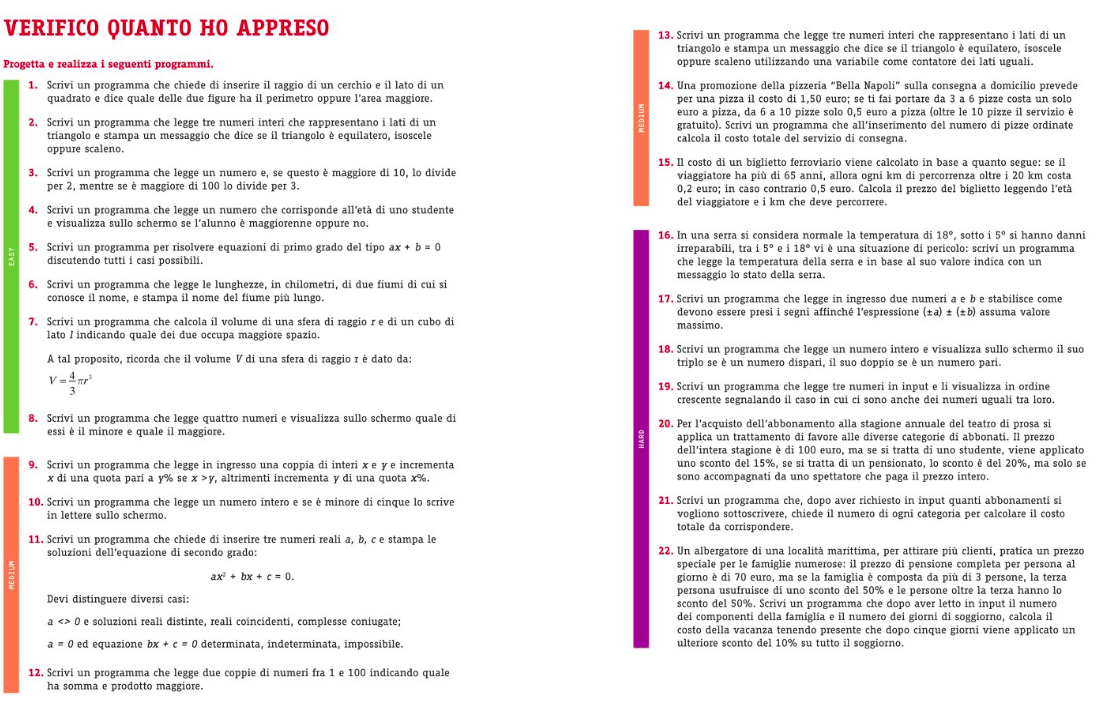 VERIFICO QUANTO HO APPRESO
Progetta e realizza i seguenti programmi.
EASY
1. Scrivi un programma che chiede di inserire il raggio di un cerchio e il lato di un
quadrato e dice quale delle due figure ha il perimetro oppure l'area maggiore.
2. Scrivi un programma che legge tre numeri interi che rappresentano i lati di un
triangolo e stampa un messaggio che dice se il triangolo è equilatero, isoscele
oppure scaleno.
3. Scrivi un programma che legge un numero e, se questo è maggiore di 10, lo divide
per 2, mentre se è maggiore di 100 lo divide per 3.
4. Scrivi un programma che legge un numero che corrisponde all'età di uno studente
e visualizza sullo schermo se l'alunno è maggiorenne oppure no.
5. Scrivi un programma per risolvere equazioni di primo grado del tipo ax + b = 0
discutendo tutti i casi possibili.
6. Scrivi un programma che legge le lunghezze, in chilometri, di due fiumi di cui si
conosce il nome, e stampa il nome del fiume più lungo.
7. Scrivi un programma che calcola il volume di una sfera di raggio r e di un cubo di
lato l indicando quale dei due occupa maggiore spazio.
A tal proposito, ricorda che il volume V di una sfera di raggio r è dato da:
V = 4/3 πr³
8. Scrivi un programma che legge quattro numeri e visualizza sullo schermo quale di
essi è il minore e quale il maggiore.
MEDIUM
9. Scrivi un programma che legge in ingresso una coppia di interi x e y e incrementa
x di una quota pari a y% se x >y, altrimenti incrementa y di una quota x%.
10. Scrivi un programma che legge un numero intero e se è minore di cinque lo scrive
in lettere sullo schermo.
11. Scrivi un programma che chiede di inserire tre numeri reali a, b, c e stampa le
soluzioni dell'equazione di secondo grado:
ax² + bx + c = 0.
Devi distinguere diversi casi:
a <> 0 e soluzioni reali distinte, reali coincidenti, complesse coniugate;
a = 0 ed equazione bx + c = 0 determinata, indeterminata, impossibile.
12. Scrivi un programma che legge due coppie di numeri fra 1 e 100 indicando quale
ha somma e prodotto maggiore.
MEDIUM
13. Scrivi un programma che legge tre numeri interi che rappresentano i lati di un
triangolo e stampa un messaggio che dice se il triangolo è equilatero, isoscele
oppure scaleno utilizzando una variabile come contatore dei lati uguali.
14. Una promozione della pizzeria "Bella Napoli" sulla consegna a domicilio prevede
per una pizza il costo di 1,50 euro; se ti fai portare da 3 a 6 pizze costa un solo
euro a pizza, da 6 a 10 pizze solo 0,5 euro a pizza (oltre le 10 pizze il servizio è
gratuito). Scrivi un programma che all'inserimento del numero di pizze ordinate
calcola il costo totale del servizio di consegna.
15. Il costo di un biglietto ferroviario viene calcolato in base a quanto segue: se il
viaggiatore ha più di 65 anni, allora ogni km di percorrenza oltre i 20 km costa
0,2 euro; in caso contrario 0,5 euro. Calcola il prezzo del biglietto leggendo l'età
del viaggiatore e i km che deve percorrere.
HARD
16. In una serra si considera normale la temperatura di 18°, sotto i 5° si hanno danni
irreparabili, tra i 5° e i 18° vi è una situazione di pericolo: scrivi un programma
che legge la temperatura della serra e in base al suo valore indica con un
messaggio lo stato della serra.
17. Scrivi un programma che legge in ingresso due numeri a e b e stabilisce come
devono essere presi i segni affinché l'espressione (±a) ± (±b) assuma valore
massimo.
18. Scrivi un programma che legge un numero intero e visualizza sullo schermo il suo
triplo se è un numero dispari, il suo doppio se è un numero pari.
19. Scrivi un programma che legge tre numeri in input e li visualizza in ordine
crescente segnalando il caso in cui ci sono anche dei numeri uguali tra loro.
20. Per l'acquisto dell'abbonamento alla stagione annuale del teatro di prosa si
applica un trattamento di favore alle diverse categorie di abbonati. Il prezzo
dell'intera stagione è di 100 euro, ma se si tratta di uno studente, viene applicato
uno sconto del 15%, se si tratta di un pensionato, lo sconto è del 20%, ma solo se
sono accompagnati da uno spettatore che paga il prezzo intero.
21. Scrivi un programma che, dopo aver richiesto in input quanti abbonamenti si
vogliono sottoscrivere, chiede il numero di ogni categoria per calcolare il costo
totale da corrispondere.
22. Un albergatore di una località marittima, per attirare più clienti, pratica un prezzo
speciale per le famiglie numerose: il prezzo di pensione completa per persona al
giorno è di 70 euro, ma se la famiglia è composta da più di 3 persone, la terza
persona usufruisce di uno sconto del 50% e le persone oltre la terza hanno lo
sconto del 50%. Scrivi un programma che dopo aver letto in input il numero
dei componenti della famiglia e il numero dei giorni di soggiorno, calcola il
costo della vacanza tenendo presente che dopo cinque giorni viene applicato un
ulteriore sconto del 10% su tutto il soggiorno.